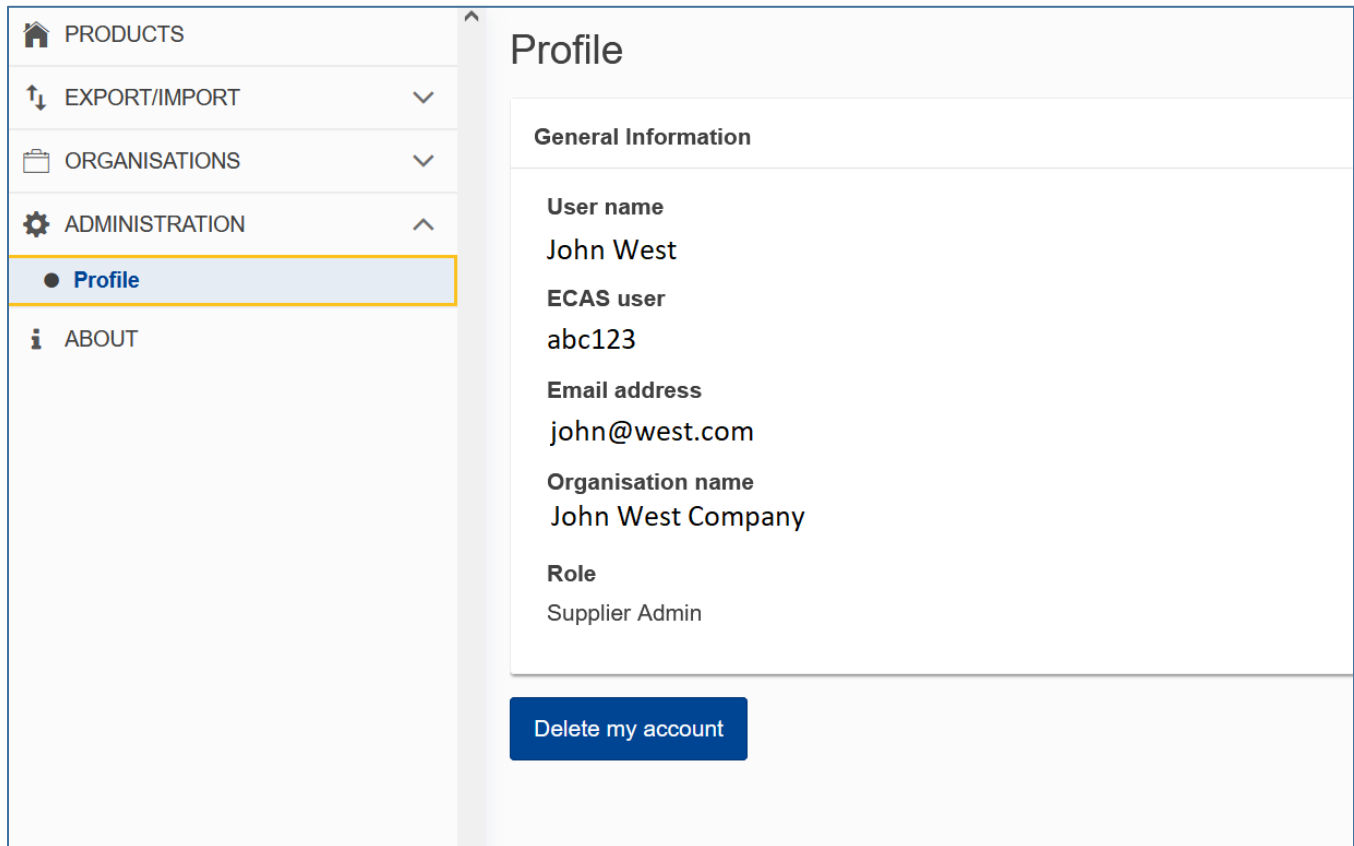 PRODUCTS
EXPORT/IMPORT
ORGANISATIONS
ADMINISTRATION
Profile
ABOUT
Profile
General Information
User name
John West
ECAS user
abc123
Email address
john@west.com
Organisation name
John West Company
Role
Supplier Admin
Delete my account